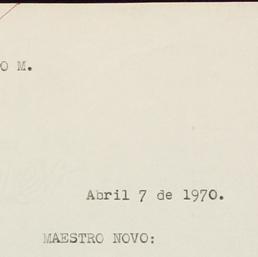 O M.
Abril 7 de 1970.
MAESTRO NOVO: